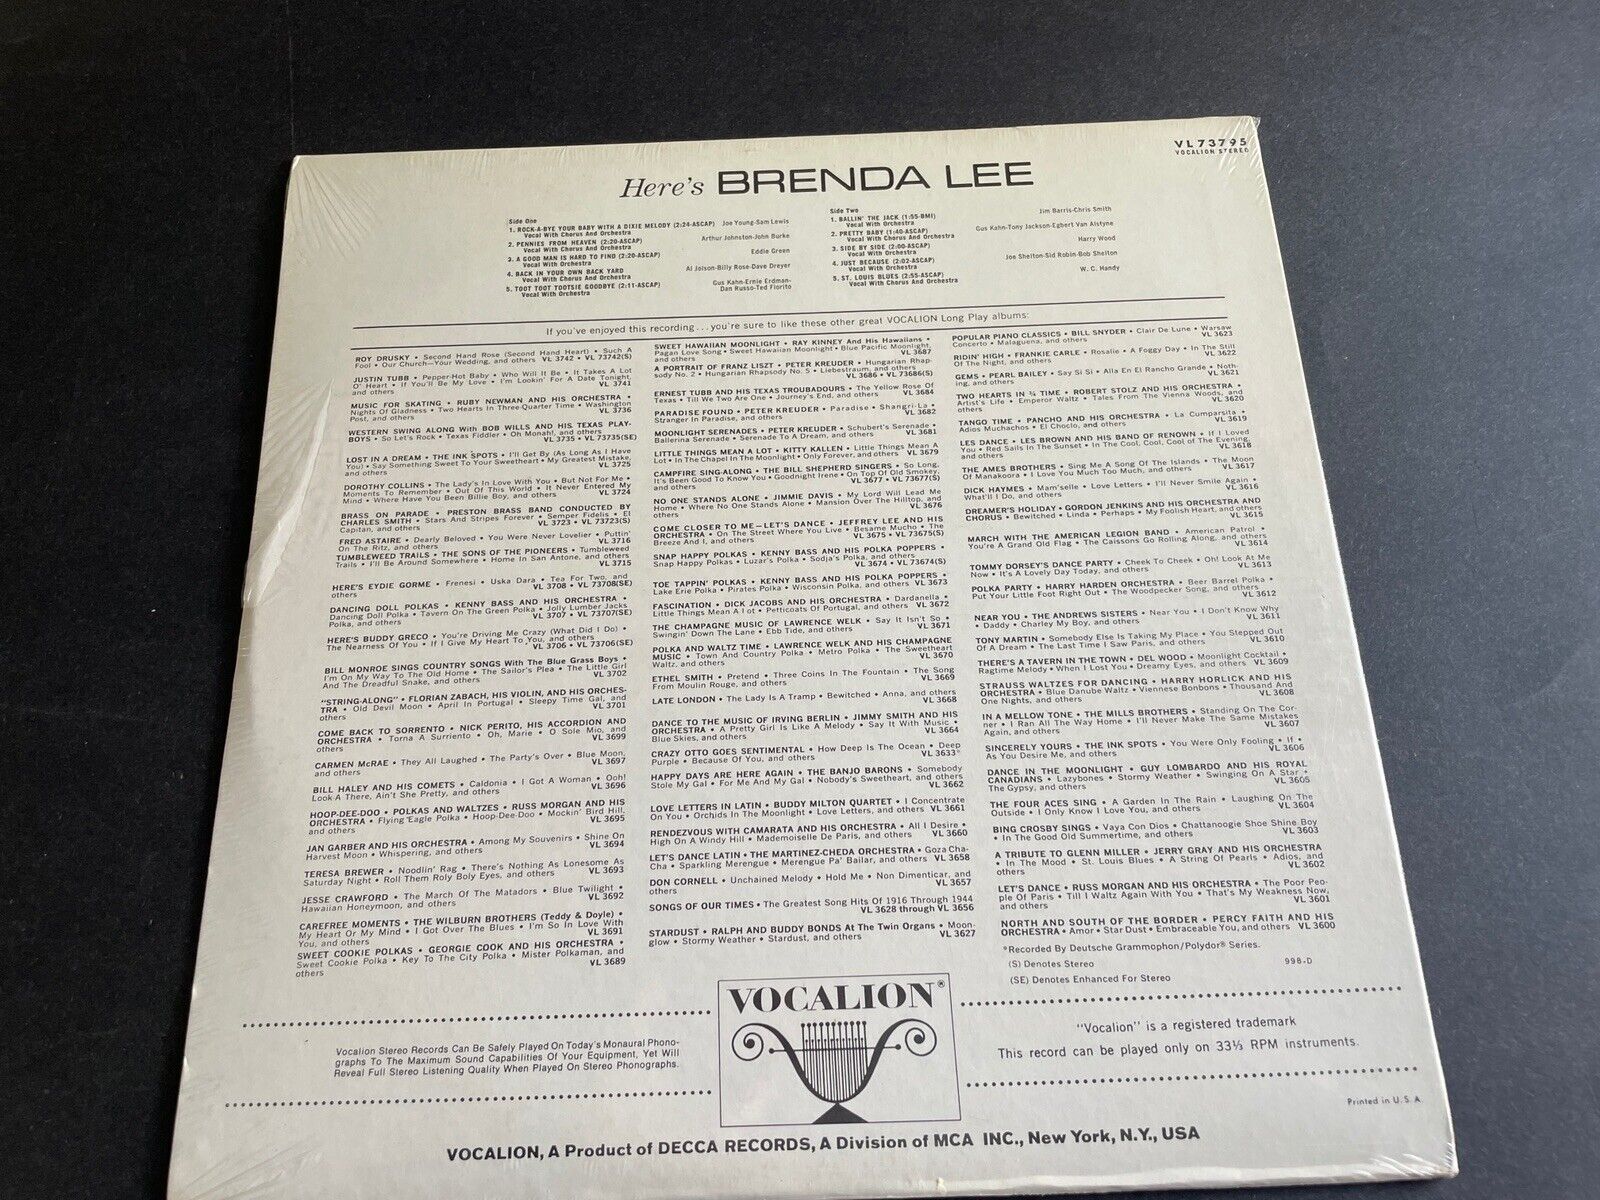 VL 73795
VOCALION STEREO
Here's BRENDA LEE
Side One
1. ROCK-A-BYE YOUR BABY WITH A DIXIE MELODY (2:24-ASCAP) Joe Young-Sam Lewis
Vocal With Chorus And Orchestra
2. PENNIES FROM HEAVEN (2:20-ASCAP) Arthur Johnston-John Burke
Vocal With Chorus And Orchestra
3. A GOOD MAN IS HARD TO FIND (2:20-ASCAP) Eddie Green
Vocal With Orchestra
4. BACK IN YOUR OWN BACK YARD Al Jolson-Billy Rose-Dave Dreyer
Vocal With Chorus And Orchestra
5. TOOT TOOT TOOTSIE GOODBYE (2:11-ASCAP) Gus Kahn-Ernie Erdman-
Vocal With Orchestra Dan Russo-Ted Fiorito
Side Two
1. BALLIN' THE JACK (1:55-BMI) Jim Barris-Chris Smith
Vocal With Orchestra
2. PRETTY BABY (1:40-ASCAP) Gus Kahn-Tony Jackson-Egbert Van Alstyne
Vocal With Orchestra
3. SIDE BY SIDE (2:00-ASCAP) Harry Wood
Vocal With Orchestra
4. JUST BECAUSE (2:02-ASCAP) Joe Shelton-Sid Robin-Bob Shelton
Vocal With Chorus And Orchestra
5. ST. LOUIS BLUES (2:55-ASCAP) W. C. Handy
Vocal With Chorus And Orchestra
If you've enjoyed this recording...you're sure to like these other great VOCALION Long Play albums:
ROY DRUSKY • Second Hand Rose (Second Hand Heart) • Such A
Fool • Our Church—Your Wedding, and others VL 3742 • VL 73742(S)
JUSTIN TUBB • Pepper-Hot Baby • Who Will It Be • It Takes A Lot
O' Heart • If You'll Be My Love • I'm Lookin' For A Date Tonight,
and others VL 3741
MUSIC FOR SKATING • RUBY NEWMAN AND HIS ORCHESTRA •
Nights Of Gladness • Two Hearts In Three-Quarter Time • Washington
Post, and others VL 3736
WESTERN SWING ALONG With BOB WILLS AND HIS TEXAS PLAY-
BOYS • So Let's Rock • Texas Fiddler • Oh Monah!, and others
VL 3735 • VL 73735(SE)
LOST IN A DREAM • THE INK SPOTS • I'll Get By (As Long As I Have
You) • Say Something Sweet To Your Sweetheart • My Greatest Mistake,
and others VL 3725
DOROTHY COLLINS • The Lady's In Love With You • But Not For Me •
Moments To Remember • Out Of This World • It Never Entered My
Mind • Where Have You Been Billie Boy, and others VL 3724
BRASS ON PARADE • PRESTON BRASS BAND CONDUCTED BY
CHARLES SMITH • Stars And Stripes Forever • Semper Fidelis • El
Capitan, and others VL 3723 • VL 73723(S)
FRED ASTAIRE • Dearly Beloved • You Were Never Lovelier • Puttin'
On The Ritz, and others VL 3716
TUMBLEWEED TRAILS • THE SONS OF THE PIONEERS • Tumbleweed
Trails • I'll Be Around Somewhere • Home In San Antone, and others
VL 3715
HERE'S EYDIE GORME • Frenesi • Uska Dara • Tea For Two, and
others VL 3708 • VL 73708(SE)
DANCING DOLL POLKAS • KENNY BASS AND HIS ORCHESTRA •
Dancing Doll Polka • Tavern On The Green Polka • Jolly Lumber Jacks
Polka, and others VL 3707 • VL 73707(SE)
HERE'S BUDDY GRECO • You're Driving Me Crazy (What Did I Do) •
The Nearness Of You • If I Give My Heart To You, and others
VL 3706 • VL 73706(SE)
BILL MONROE SINGS COUNTRY SONGS With The Blue Grass Boys •
I'm On My Way To The Old Home • The Sailor's Plea • The Little Girl
And The Dreadful Snake, and others VL 3702
"STRING-ALONG" • FLORIAN ZABACH, HIS VIOLIN, AND HIS ORCHES-
TRA • Old Devil Moon • April In Portugal • Sleepy Time Gal, and
others VL 3701
COME BACK TO SORRENTO • NICK PERITO, HIS ACCORDION AND
ORCHESTRA • Torna A Surriento • Oh, Marie • O Sole Mio, and
others VL 3699
CARMEN McRAE • They All Laughed • The Party's Over • Blue Moon,
and others VL 3697
BILL HALEY AND HIS COMETS • Caldonia • I Got A Woman • Ooh!
Look-A There, Ain't She Pretty, and others VL 3696
HOOP-DEE-DOO • POLKAS AND WALTZES • RUSS MORGAN AND HIS
ORCHESTRA • Flying Eagle Polka • Hoop-Dee-Doo • Mockin' Bird Hill,
and others VL 3695
JAN GARBER AND HIS ORCHESTRA • Among My Souvenirs • Shine On
Harvest Moon • Whispering, and others VL 3694
TERESA BREWER • Noodlin' Rag • There's Nothing As Lonesome As
Saturday Night • Roll Them Roly Boly Eyes, and others VL 3693
JESSE CRAWFORD • The March Of The Matadors • Blue Twilight •
Hawaiian Honeymoon, and others VL 3692
CAREFREE MOMENTS • THE WILBURN BROTHERS (Teddy & Doyle) •
My Heart Or My Mind • I Got Over The Blues • I'm So In Love With
You, and others VL 3691
SWEET COOKIE POLKAS • GEORGIE COOK AND HIS ORCHESTRA •
Sweet Cookie Polka • Key To The City Polka • Mister Polkaman, and
others VL 3689
SWEET HAWAIIAN MOONLIGHT • RAY KINNEY And His Hawaiians •
Pagan Love Song • Sweet Hawaiian Moonlight • Blue Pacific Moonlight,
and others VL 3687
A PORTRAIT OF FRANZ LISZT • PETER KREUDER • Hungarian Rhap-
sody No. 2 • Hungarian Rhapsody No. 5 • Liebestraum, and others
VL 3686 • VL 73686(S)
ERNEST TUBB AND HIS TEXAS TROUBADOURS • The Yellow Rose Of
Texas • Till We Two Are One • Journey's End, and others VL 3684
PARADISE FOUND • PETER KREUDER • Paradise • Shangri-La •
Stranger In Paradise, and others VL 3682
MOONLIGHT SERENADES • PETER KREUDER • Schubert's Serenade •
Ballerina Serenade • Serenade To A Dream, and others VL 3681
LITTLE THINGS MEAN A LOT • KITTY KALLEN • Little Things Mean A
Lot • In The Chapel In The Moonlight • Only Forever, and others VL 3679
CAMPFIRE SING-ALONG • THE BILL SHEPHERD SINGERS • So Long,
It's Been Good To Know You • Goodnight Irene • On Top Of Old Smokey,
and others VL 3677 • VL 73677(S)
NO ONE STANDS ALONE • JIMMIE DAVIS • My Lord Will Lead Me
Home • Where No One Stands Alone • Mansion Over The Hilltop, and
others VL 3676
COME CLOSER TO ME—LET'S DANCE • JEFFREY LEE AND HIS
ORCHESTRA • On The Street Where You Live • Besame Mucho • The
Breeze And I, and others VL 3675 • VL 73675(S)
SNAP HAPPY POLKAS • KENNY BASS AND HIS POLKA POPPERS •
Snap Happy Polkas • Luzar's Polka • Sodja's Polka, and others
VL 3674 • VL 73674(S)
TOE TAPPIN' POLKAS • KENNY BASS AND HIS POLKA POPPERS •
Lake Erie Polka • Pirates Polka • Wisconsin Polka, and others VL 3673
FASCINATION • DICK JACOBS AND HIS ORCHESTRA • Dardanella •
Little Things Mean A Lot • Petticoats Of Portugal, and others VL 3672
THE CHAMPAGNE MUSIC OF LAWRENCE WELK • Say It Isn't So •
Swingin' Down The Lane • Ebb Tide, and others VL 3671
POLKA AND WALTZ TIME • LAWRENCE WELK AND HIS CHAMPAGNE
MUSIC • Town And Country Polka • Metro Polka • The Sweetheart
Waltz, and others VL 3670
ETHEL SMITH • Pretend • Three Coins In The Fountain • The Song
From Moulin Rouge, and others VL 3669
LATE LONDON • The Lady Is A Tramp • Bewitched • Anna, and others
VL 3668
DANCE TO THE MUSIC OF IRVING BERLIN • JIMMY SMITH AND HIS
ORCHESTRA • A Pretty Girl Is Like A Melody • Say It With Music •
Blue Skies, and others VL 3664
CRAZY OTTO GOES SENTIMENTAL • How Deep Is The Ocean • Deep
Purple • Because Of You, and others VL 3633*
HAPPY DAYS ARE HERE AGAIN • THE BANJO BARONS • Somebody
Stole My Gal • For Me And My Gal • Nobody's Sweetheart, and others
VL 3662
LOVE LETTERS IN LATIN • BUDDY MILTON QUARTET • I Concentrate
On You • Orchids In The Moonlight • Love Letters, and others VL 3661
RENDEZVOUS WITH CAMARATA AND HIS ORCHESTRA • All I Desire •
High On A Windy Hill • Mademoiselle De Paris, and others VL 3660
LET'S DANCE LATIN • THE MARTINEZ-CHEDA ORCHESTRA • Goza Cha-
Cha • Sparkling Merengue • Merengue Pa' Bailar, and others VL 3658
DON CORNELL • Unchained Melody • Hold Me • Non Dimenticar, and
others VL 3657
SONGS OF OUR TIMES • The Greatest Song Hits Of 1916 Through 1944
VL 3628 through VL 3656
STARDUST • RALPH AND BUDDY BONDS At The Twin Organs • Moon-
glow • Stormy Weather • Stardust, and others VL 3627
POPULAR PIANO CLASSICS • BILL SNYDER • Clair De Lune • Warsaw
Concerto • Malaguena, and others VL 3623
RIDIN' HIGH • FRANKIE CARLE • Rosalie • A Foggy Day • In The Still
Of The Night, and others VL 3622
GEMS • PEARL BAILEY • Say Si Si • Alla En El Rancho Grande • Noth-
ing, and others VL 3621
TWO HEARTS IN ¾ TIME • ROBERT STOLZ AND HIS ORCHESTRA •
Artist's Life • Emperor Waltz • Tales From The Vienna Woods, and
others VL 3620
TANGO TIME • PANCHO AND HIS ORCHESTRA • La Cumparsita •
Adios Muchachos • El Choclo, and others VL 3619
LES DANCE • LES BROWN AND HIS BAND OF RENOWN • If I Loved
You • Red Sails In The Sunset • In The Cool, Cool, Cool of the Evening,
and others VL 3618
THE AMES BROTHERS • Sing Me A Song Of The Islands • The Moon
Of Manakoora • I Love You Much Too Much, and others VL 3617
DICK HAYMES • Mam'selle • Love Letters • I'll Never Smile Again •
What'll I Do, and others VL 3616
DREAMER'S HOLIDAY • GORDON JENKINS AND HIS ORCHESTRA AND
CHORUS • Bewitched • Linda • Perhaps • My Foolish Heart, and others
VL 3615
MARCH WITH THE AMERICAN LEGION BAND • American Patrol •
You're A Grand Old Flag • The Caissons Go Rolling Along, and others
VL 3614
TOMMY DORSEY'S DANCE PARTY • Cheek To Cheek • Oh! Look At Me
Now • It's A Lovely Day Today, and others VL 3613
POLKA PARTY • HARRY HARDEN ORCHESTRA • Beer Barrel Polka •
Put Your Little Foot Right Out • The Woodpecker Song, and others
VL 3612
NEAR YOU • THE ANDREWS SISTERS • Near You • I Don't Know Why
• Daddy • Charley My Boy, and others VL 3611
TONY MARTIN • Somebody Else Is Taking My Place • You Stepped Out
Of A Dream • The Last Time I Saw Paris, and others VL 3610
THERE'S A TAVERN IN THE TOWN • DEL WOOD • Moonlight Cocktail •
Ragtime Melody • When I Lost You • Dreamy Eyes, and others VL 3609
STRAUSS WALTZES FOR DANCING • HARRY HORLICK AND HIS
ORCHESTRA • Blue Danube Waltz • Viennese Bonbons • Thousand And
One Nights, and others VL 3608
IN A MELLOW TONE • THE MILLS BROTHERS • Standing On The Cor-
ner • I Ran All The Way Home • I'll Never Make The Same Mistakes
Again, and others VL 3607
SINCERELY YOURS • THE INK SPOTS • You Were Only Fooling • If •
As You Desire Me, and others VL 3606
DANCE IN THE MOONLIGHT • GUY LOMBARDO AND HIS ROYAL
CANADIANS • Lazybones • Stormy Weather • Swinging On A Star •
The Gypsy, and others VL 3605
THE FOUR ACES SING • A Garden In The Rain • Laughing On The
Outside • I Only Know I Love You, and others VL 3604
BING CROSBY SINGS • Vaya Con Dios • Chattanoogie Shoe Shine Boy
• In The Good Old Summertime, and others VL 3603
A TRIBUTE TO GLENN MILLER • JERRY GRAY AND HIS ORCHESTRA
• In The Mood • St. Louis Blues • A String Of Pearls • Adios, and
others VL 3602
LET'S DANCE • RUSS MORGAN AND HIS ORCHESTRA • The Poor Peo-
ple Of Paris • Till I Waltz Again With You • That's My Weakness Now,
and others VL 3601
NORTH AND SOUTH OF THE BORDER • PERCY FAITH AND HIS
ORCHESTRA • Amor • Star Dust • Embraceable You, and others VL 3600
*Recorded By Deutsche Grammophon/Polydor® Series.
(S) Denotes Stereo 998-D
(SE) Denotes Enhanced For Stereo
Vocalion Stereo Records Can Be Safely Played On Today's Monaural Phono-
graphs To The Maximum Sound Capabilities Of Your Equipment, Yet Will
Reveal Full Stereo Listening Quality When Played On Stereo Phonographs.
VOCALION®
"Vocalion" is a registered trademark
This record can be played only on 33⅓ RPM instruments.
Printed in U. S. A.
VOCALION, A Product of DECCA RECORDS, A Division of MCA INC., New York, N.Y., USA